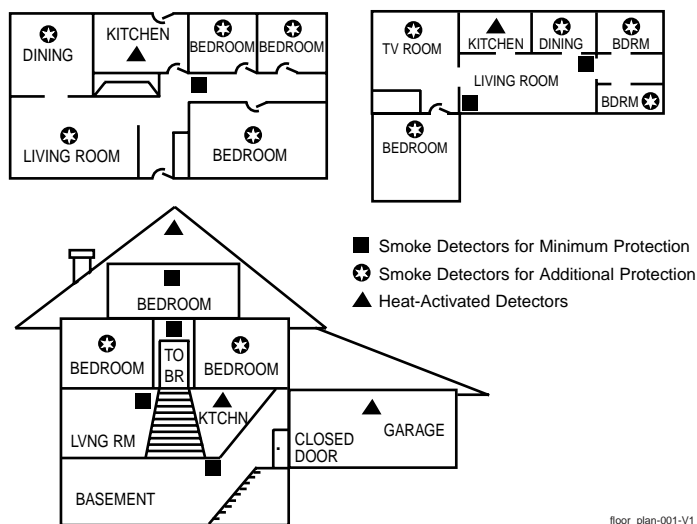 DINING
KITCHEN
BEDROOM
BEDROOM
LIVING ROOM
BEDROOM
TV ROOM
KITCHEN
DINING
BDRM
LIVING ROOM
BDRM
BEDROOM
Smoke Detectors for Minimum Protection
Smoke Detectors for Additional Protection
Heat-Activated Detectors
BEDROOM
BEDROOM
TO
BR
BEDROOM
LVNG RM
KTCHN
CLOSED
DOOR
GARAGE
BASEMENT
floor_plan-001-V1